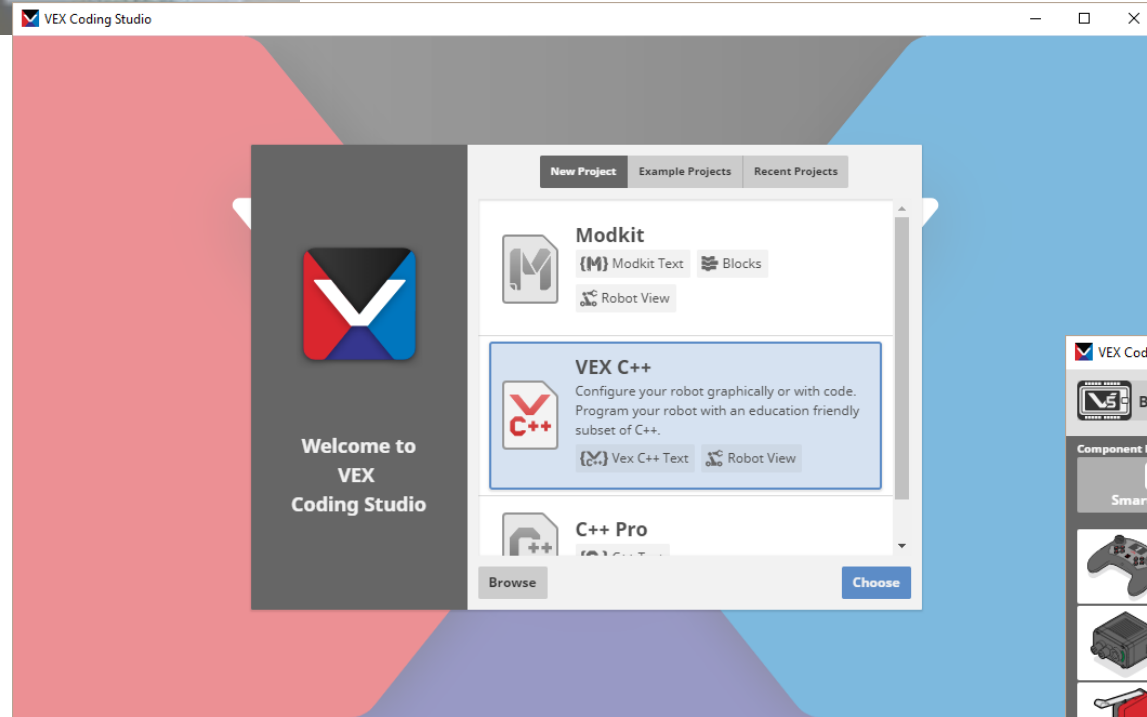 VEX Coding Studio
New Project Example Projects Recent Projects
Modkit
{M} Modkit Text Blocks
Robot View
VEX C++
Configure your robot graphically or with code.
Program your robot with an education friendly
subset of C++.
Vex C++ Text Robot View
C++
C++ Pro
Welcome to
VEX
Coding Studio
Browse Choose
VEX Cod
V5 B
Component
Smar